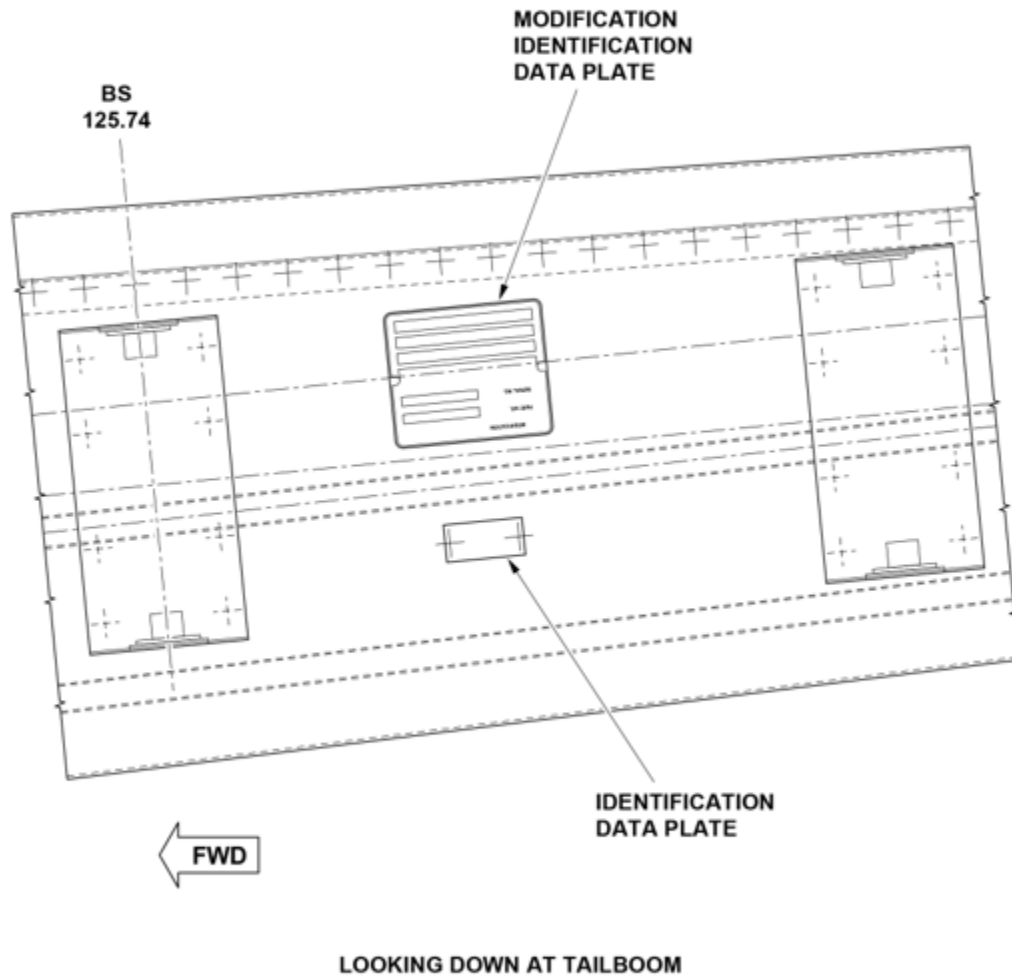 MODIFICATION
IDENTIFICATION
DATA PLATE
BS
125.74
IDENTIFICATION
DATA PLATE
FWD
LOOKING DOWN AT TAILBOOM